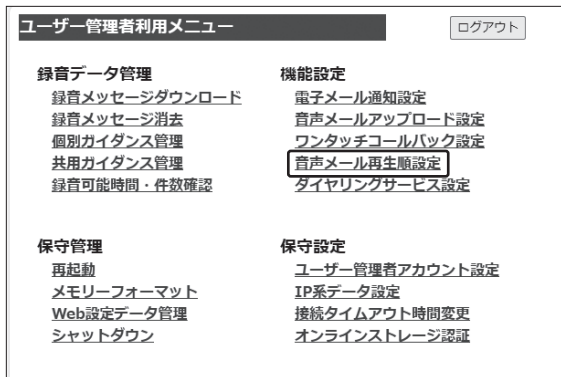 ユーザー管理者利用メニュー
ログアウト
録音データ管理
録音メッセージダウンロード
録音メッセージ消去
個別ガイダンス管理
共用ガイダンス管理
録音可能時間・件数確認
機能設定
電子メール通知設定
音声メールアップロード設定
ワンタッチコールバック設定
音声メール再生順設定
ダイヤリングサービス設定
保守管理
再起動
メモリーフォーマット
Web設定データ管理
シャットダウン
保守設定
ユーザー管理者アカウント設定
IP系データ設定
接続タイムアウト時間変更
オンラインストレージ認証